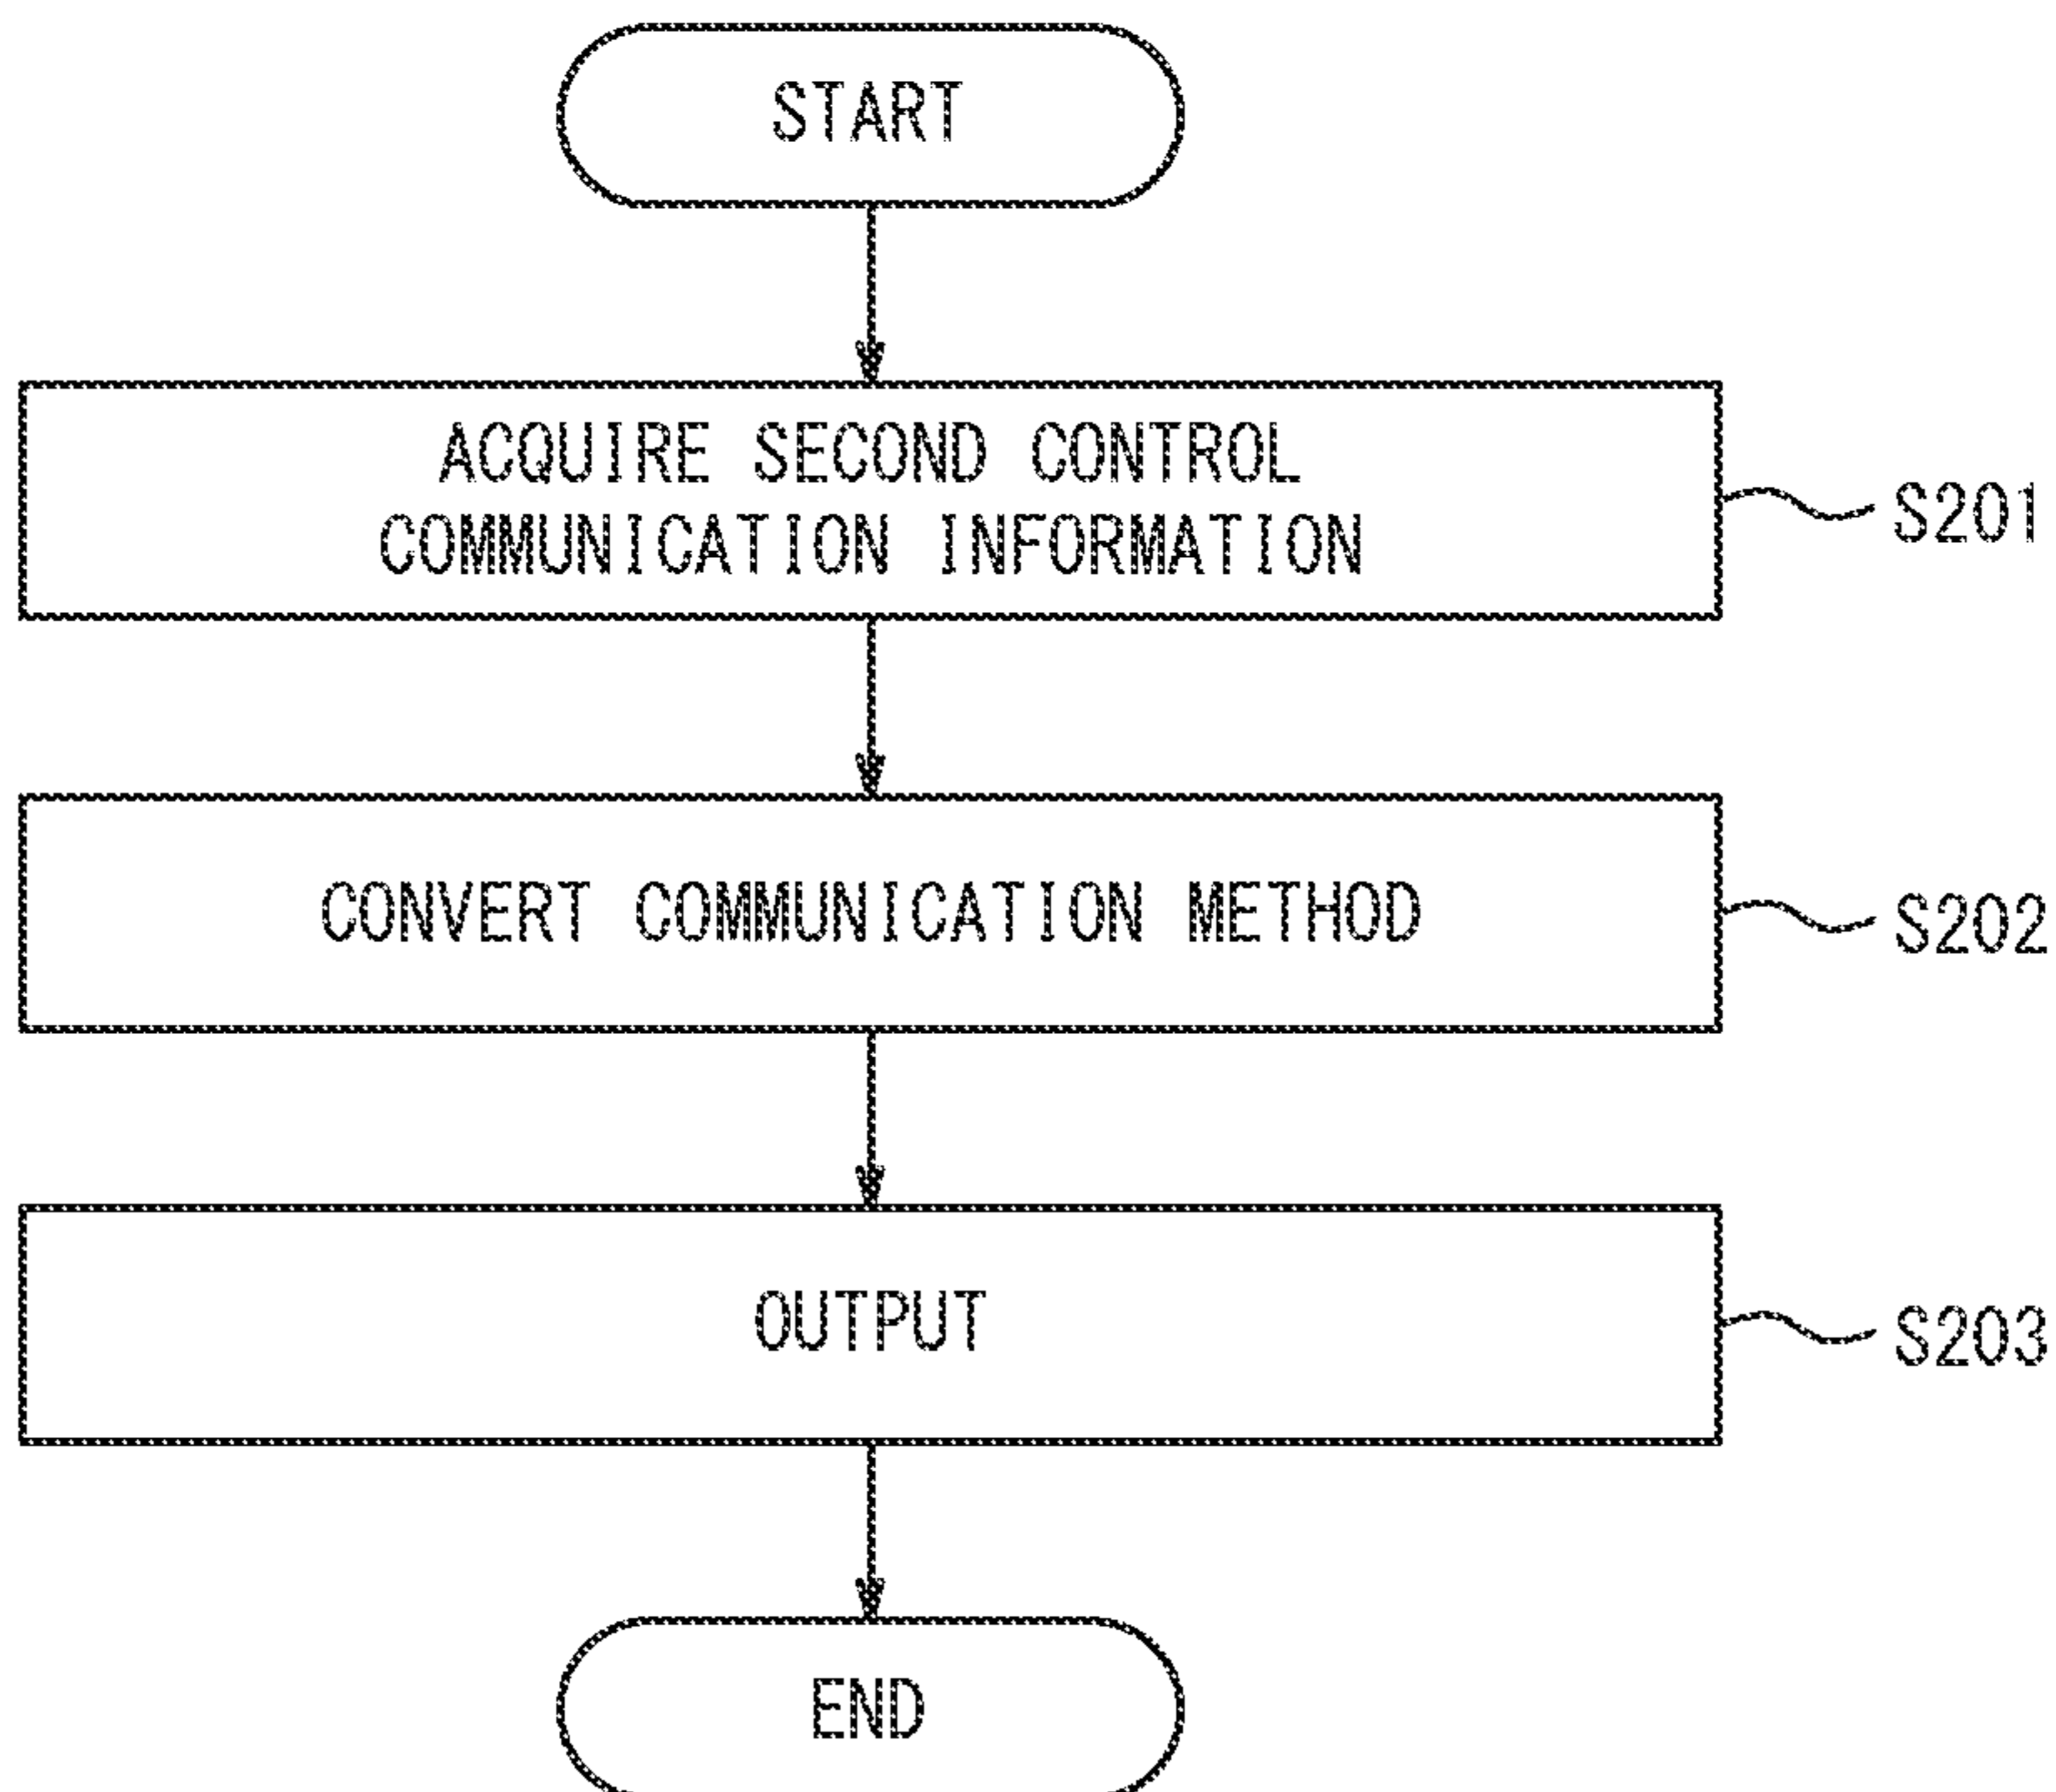 START
ACQUIRE SECOND CONTROL
COMMUNICATION INFORMATION
S201
CONVERT COMMUNICATION METHOD
S202
OUTPUT
S203
END